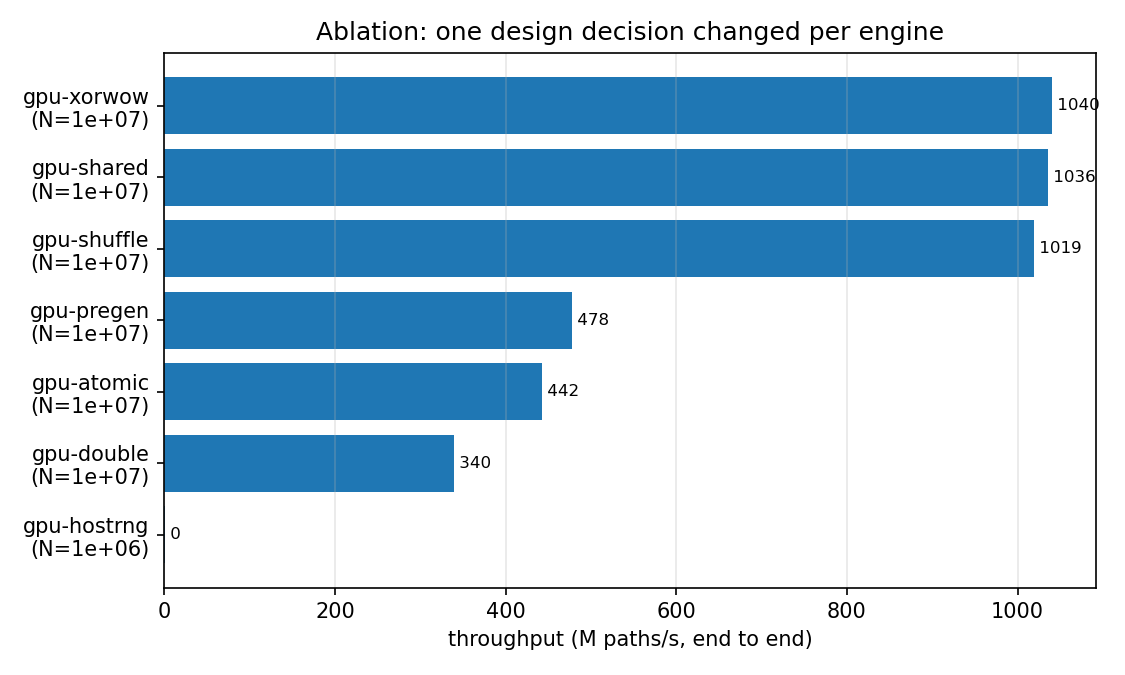 Ablation: one design decision changed per engine
gpu-xorwow
(N=1e+07)
1040
gpu-shared
(N=1e+07)
1036
gpu-shuffle
(N=1e+07)
1019
gpu-pregen
(N=1e+07)
478
gpu-atomic
(N=1e+07)
442
gpu-double
(N=1e+07)
340
gpu-hostrng
(N=1e+06)
0
0 200 400 600 800 1000
throughput (M paths/s, end to end)